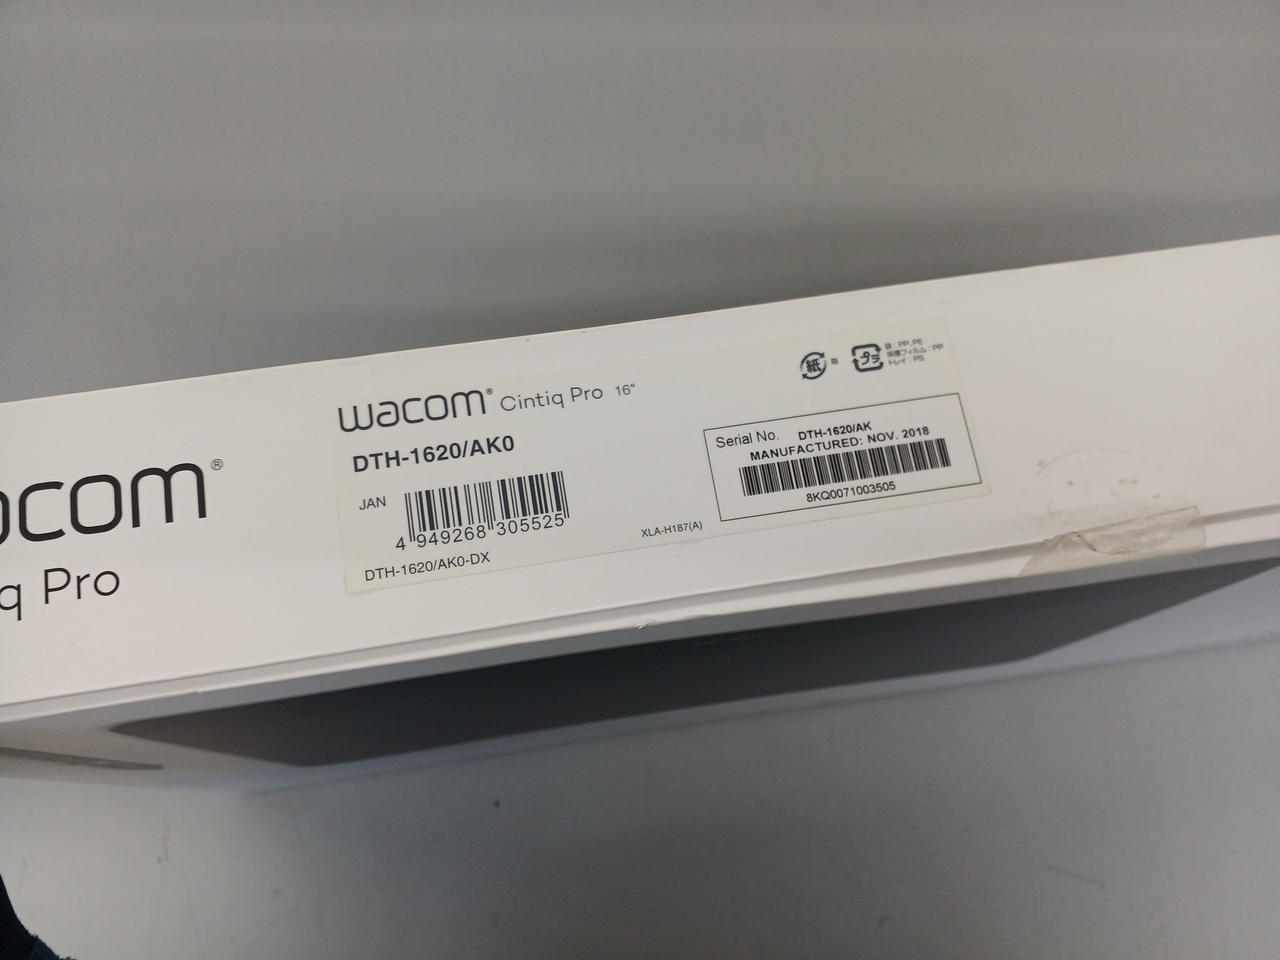 wacom® Cintiq Pro 16"
DTH-1620/AK0
JAN
4 949268 305525
DTH-1620/AK0-DX
XLA-H187(A)
紙 箱
プラ
袋:PP,PE
保護フィルム:PP
トレイ:PS
Serial No. DTH-1620/AK
MANUFACTURED: NOV. 2018
8KQ0071003505
acom®
q Pro